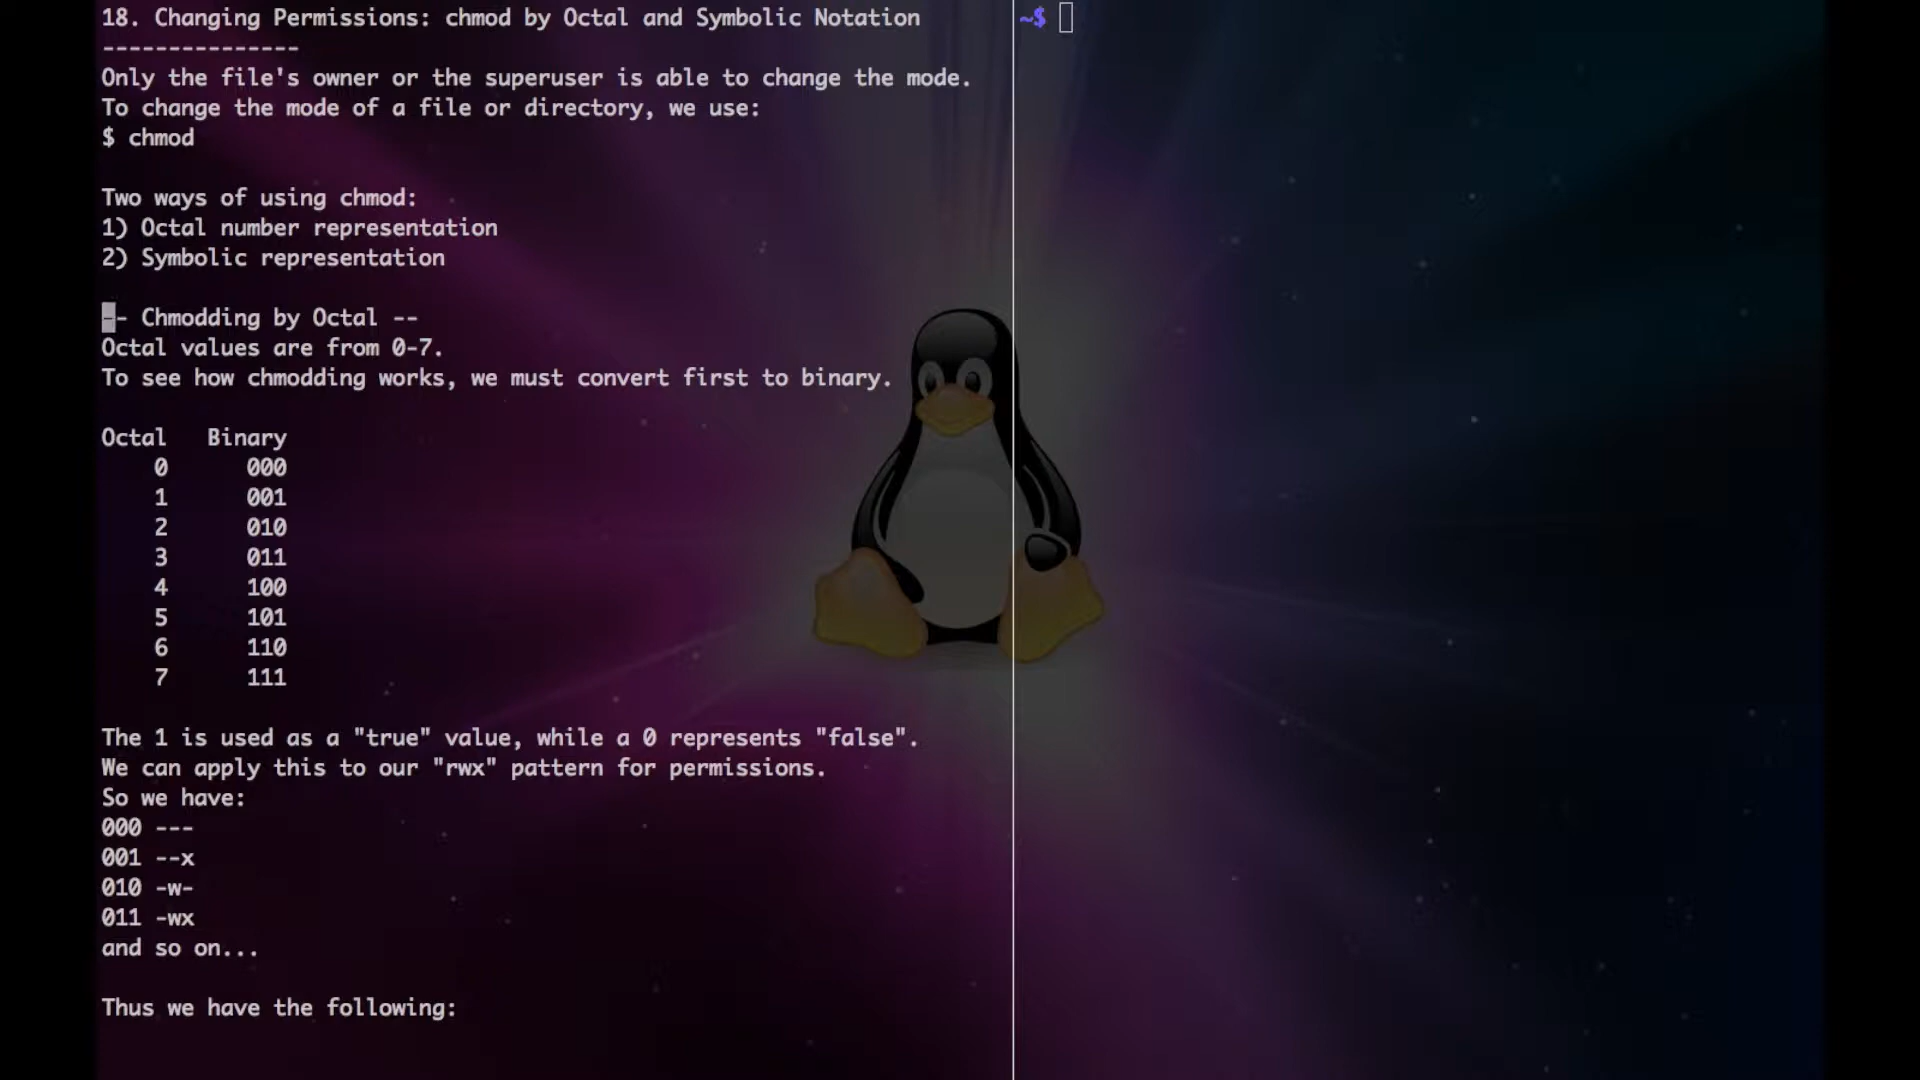 18. Changing Permissions: chmod by Octal and Symbolic Notation
---------------
Only the file's owner or the superuser is able to change the mode.
To change the mode of a file or directory, we use:
$ chmod
Two ways of using chmod:
1) Octal number representation
2) Symbolic representation
-- Chmodding by Octal --
Octal values are from 0-7.
To see how chmodding works, we must convert first to binary.
Octal Binary
0 000
1 001
2 010
3 011
4 100
5 101
6 110
7 111
The 1 is used as a "true" value, while a 0 represents "false".
We can apply this to our "rwx" pattern for permissions.
So we have:
000 ---
001 --x
010 -w-
011 -wx
and so on...
Thus we have the following:
~$